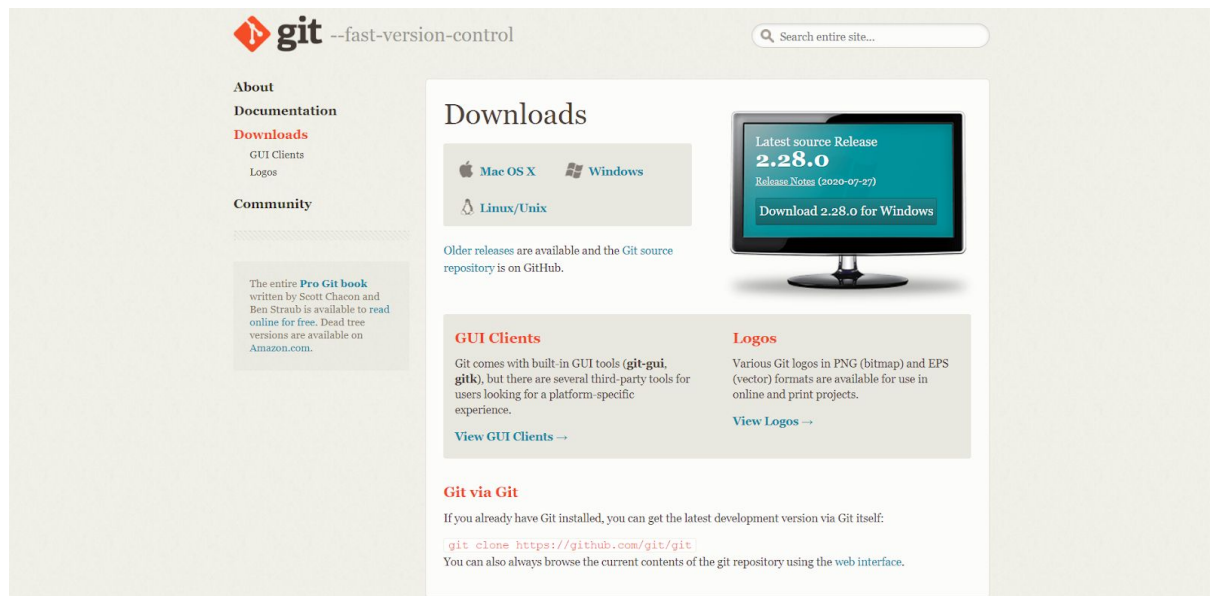 git --fast-version-control
Search entire site...
About
Documentation
Downloads
GUI Clients
Logos
Community
The entire Pro Git book
written by Scott Chacon and
Ben Straub is available to read
online for free. Dead tree
versions are available on
Amazon.com.
Downloads
Mac OS X
Windows
Linux/Unix
Older releases are available and the Git source
repository is on GitHub.
Latest source Release
2.28.0
Release Notes (2020-07-27)
Download 2.28.0 for Windows
GUI Clients
Git comes with built-in GUI tools (git-gui,
gitk), but there are several third-party tools for
users looking for a platform-specific
experience.
View GUI Clients →
Logos
Various Git logos in PNG (bitmap) and EPS
(vector) formats are available for use in
online and print projects.
View Logos →
Git via Git
If you already have Git installed, you can get the latest development version via Git itself:
git clone https://github.com/git/git
You can also always browse the current contents of the git repository using the web interface.